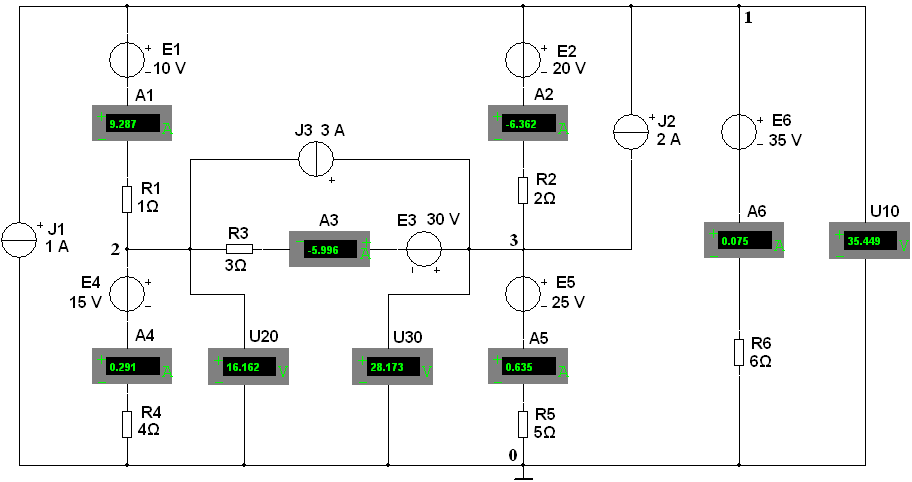 1
E1
10 V
E2
20 V
A1
9.287
A
A2
-6.362
A
J3 3 A
J2
2 A
E6
35 V
R1
1Ω
R2
2Ω
A3
-5.996
A
E3 30 V
R3
3Ω
2
3
J1
1 A
A6
0.075
A
U10
35.449
V
E4
15 V
E5
25 V
A4
0.291
A
U20
16.162
V
U30
28.173
V
A5
0.635
A
R6
6Ω
R4
4Ω
R5
5Ω
0